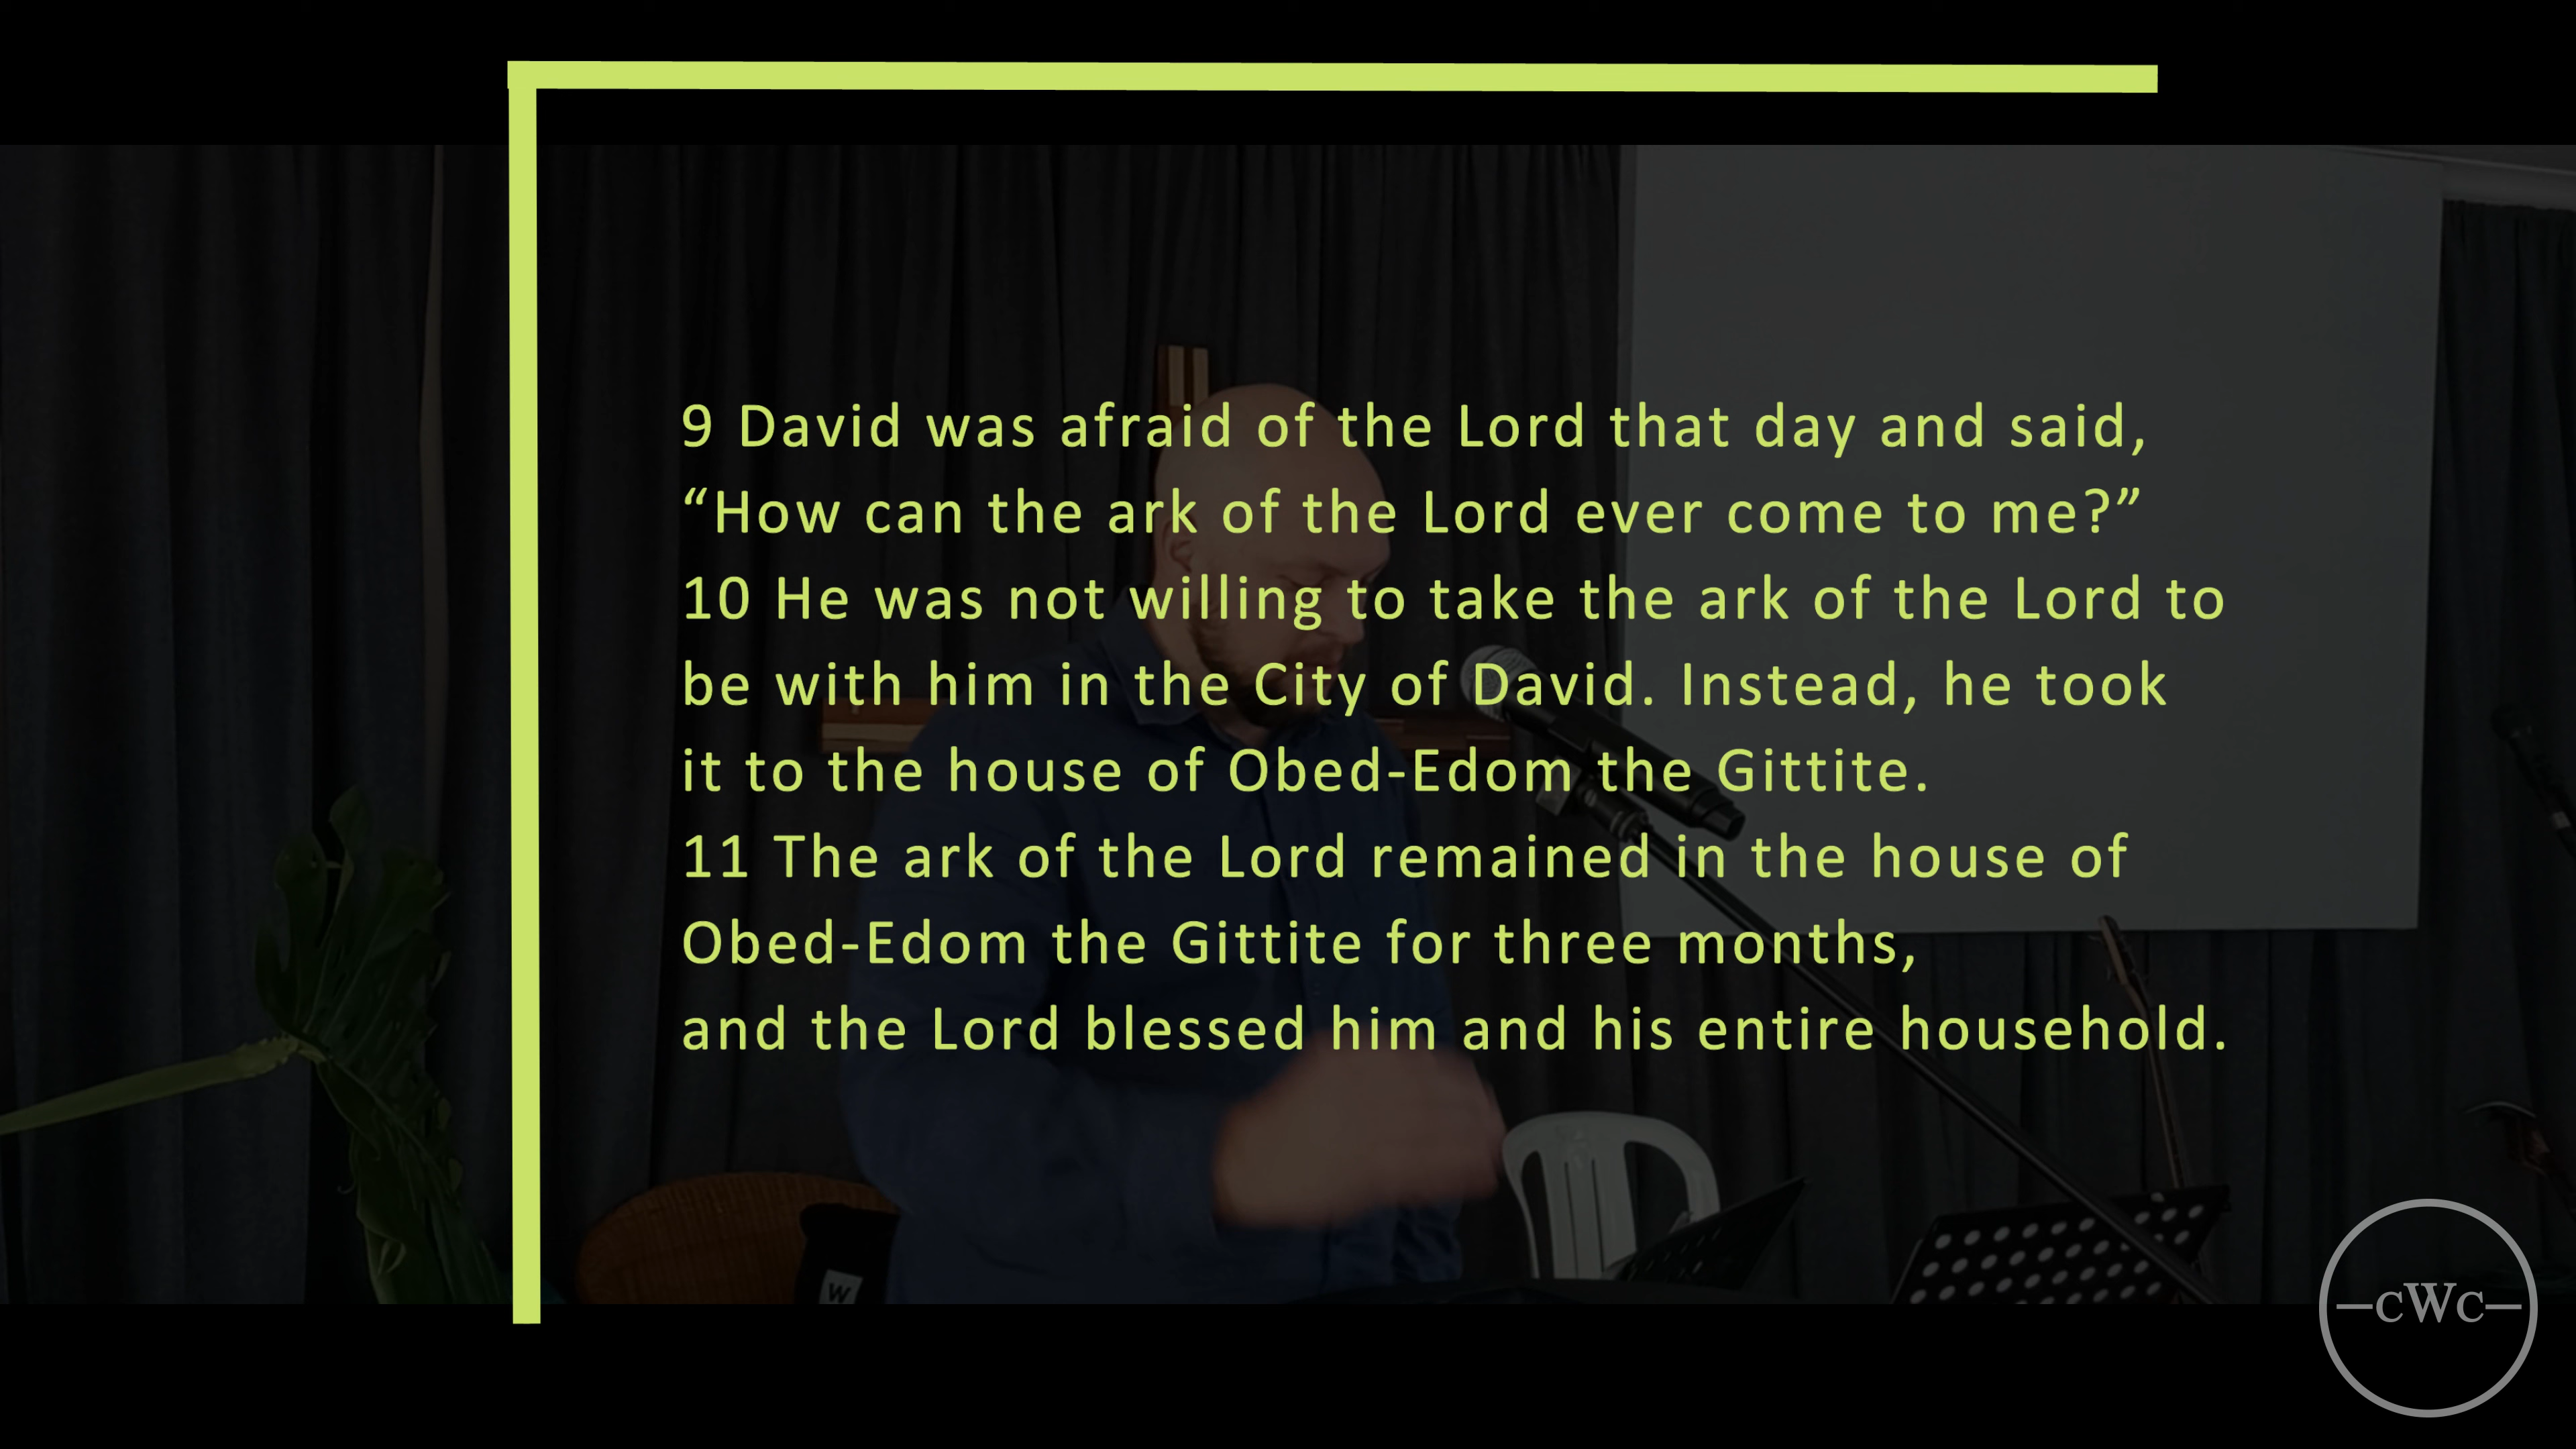 9 David was afraid of the Lord that day and said,
“How can the ark of the Lord ever come to me?”
10 He was not willing to take the ark of the Lord to
be with him in the City of David. Instead, he took
it to the house of Obed-Edom the Gittite.
11 The ark of the Lord remained in the house of
Obed-Edom the Gittite for three months,
and the Lord blessed him and his entire household.
W
cWc